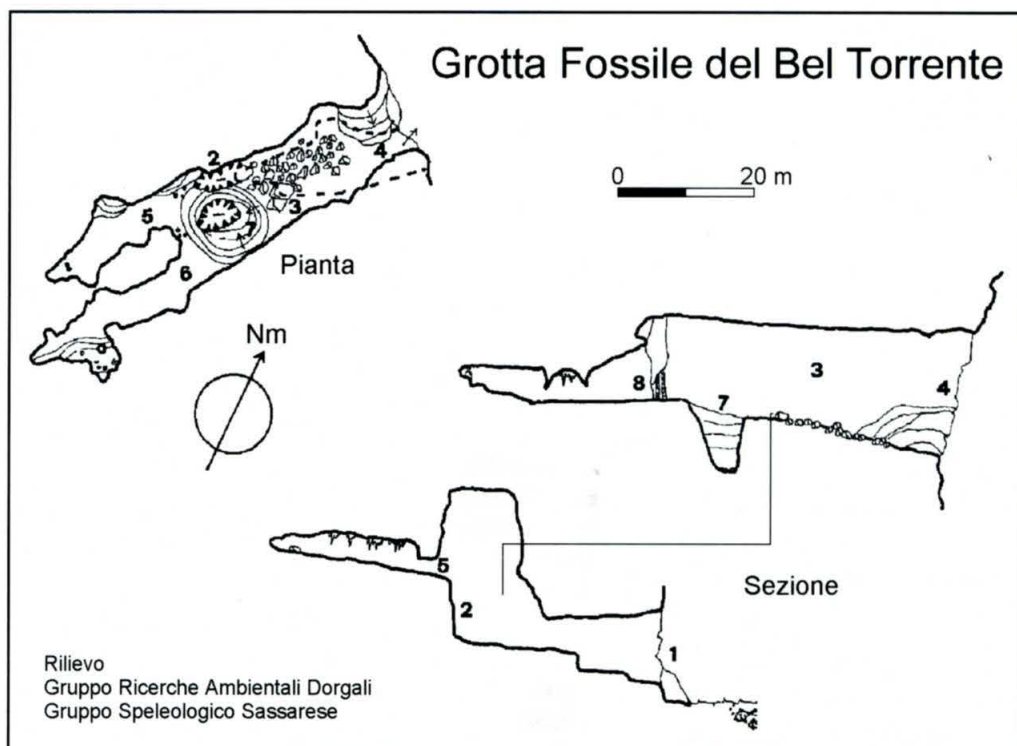 Grotta Fossile del Bel Torrente
0 20 m
2
4
3
5
7
6
Pianta
Nm
3
8
7
4
5
2
Sezione
1
Rilievo
Gruppo Ricerche Ambientali Dorgali
Gruppo Speleologico Sassarese